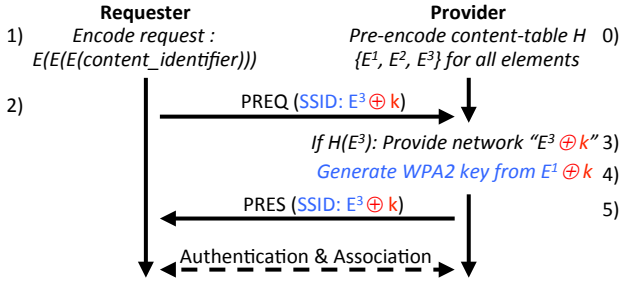 Requester Provider
1) Encode request : Pre-encode content-table H 0)
E(E(E(content_identifier))) {E¹, E², E³} for all elements
2) PREQ (SSID: E³ ⊕ k)
If H(E³): Provide network “E³ ⊕ k” 3)
Generate WPA2 key from E¹ ⊕ k 4)
PRES (SSID: E³ ⊕ k) 5)
Authentication & Association